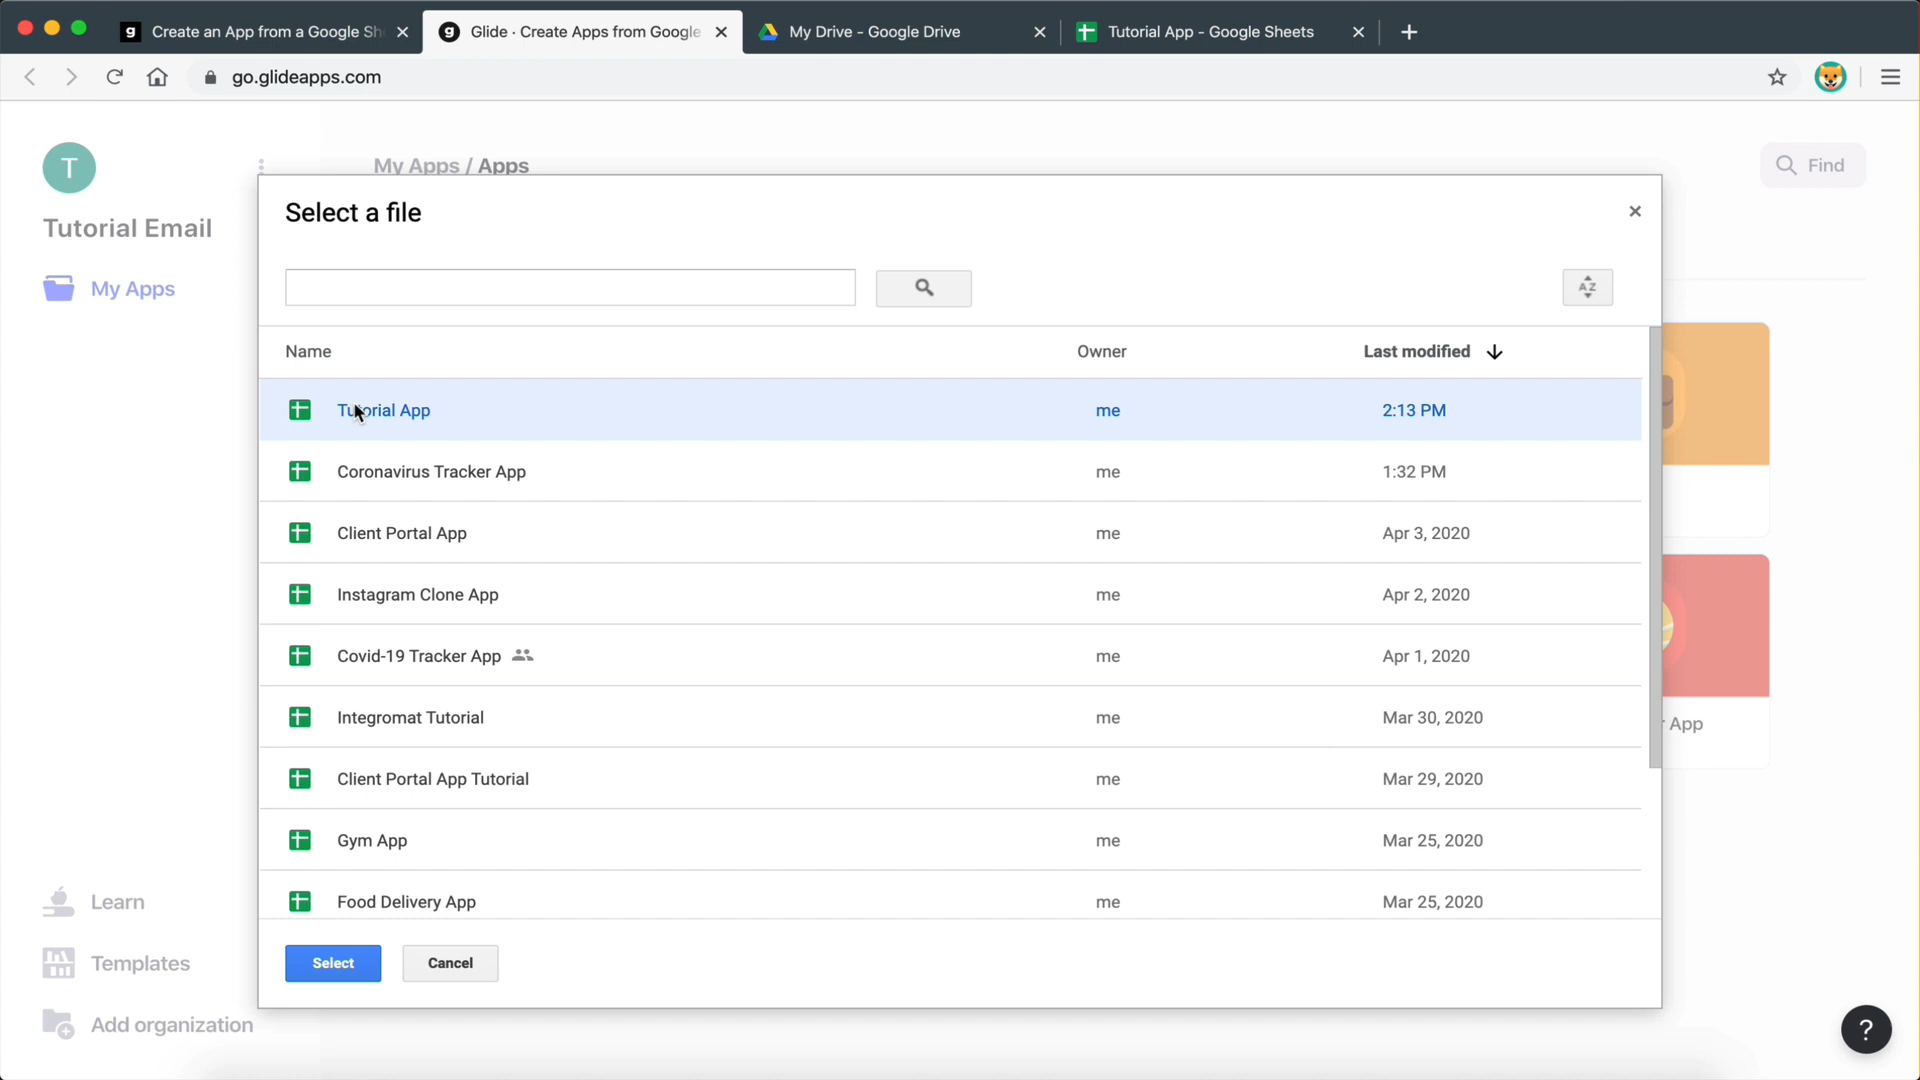 Create an App from a Google Sh
Glide · Create Apps from Google
My Drive - Google Drive
Tutorial App - Google Sheets
go.glideapps.com
T
My Apps / Apps
Find
Tutorial Email
My Apps
Select a file
AZ
Name Owner Last modified
Tutorial App me 2:13 PM
Coronavirus Tracker App me 1:32 PM
Client Portal App me Apr 3, 2020
Instagram Clone App me Apr 2, 2020
Covid-19 Tracker App me Apr 1, 2020
Integromat Tutorial me Mar 30, 2020
App
Client Portal App Tutorial me Mar 29, 2020
Gym App me Mar 25, 2020
Food Delivery App me Mar 25, 2020
Learn
Select Cancel
Templates
Add organization
?